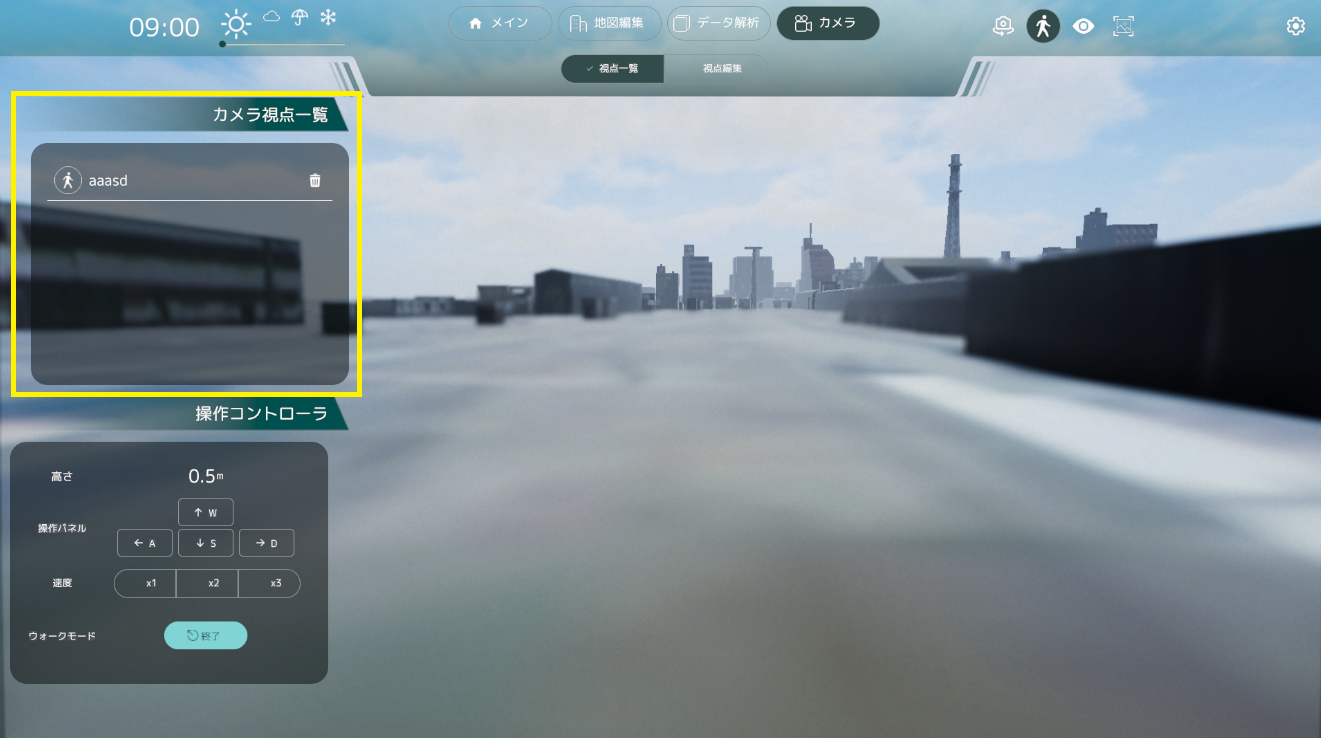 09:00
メイン
地図編集
データ解析
カメラ
視点一覧
視点編集
カメラ視点一覧
aaasd
操作コントローラ
高さ 0.5m
操作パネル
↑ W
← A ↓ S → D
速度 x1 x2 x3
ウォークモード 終了